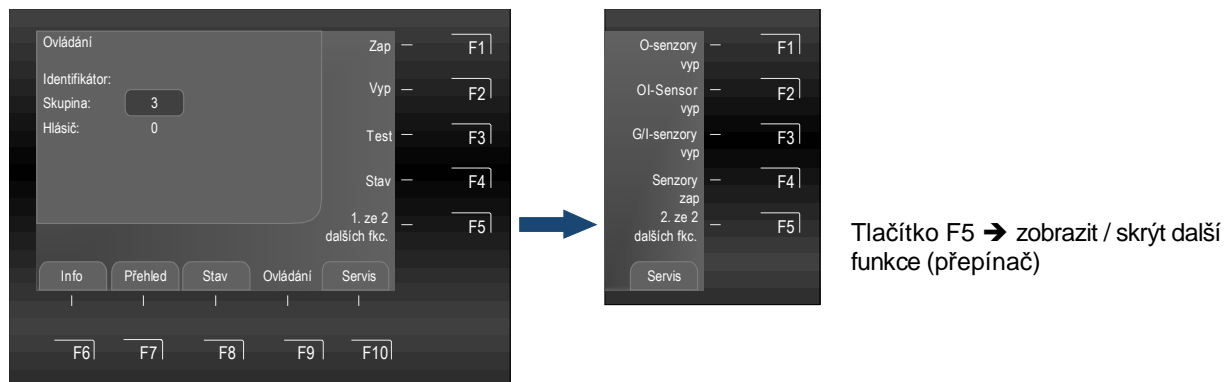 Ovládání
Zap
F1
Identifikátor:
Skupina:
3
Vyp
F2
Hlásič:
0
Test
F3
Stav
F4
1. ze 2
dalších fkc.
F5
Info
Přehled
Stav
Ovládání
Servis
F6
F7
F8
F9
F10
O-senzory
vyp
F1
OI-Sensor
vyp
F2
G/I-senzory
vyp
F3
Senzory
zap
F4
2. ze 2
dalších fkc.
F5
Servis
Tlačítko F5 ➔ zobrazit / skrýt další
funkce (přepínač)